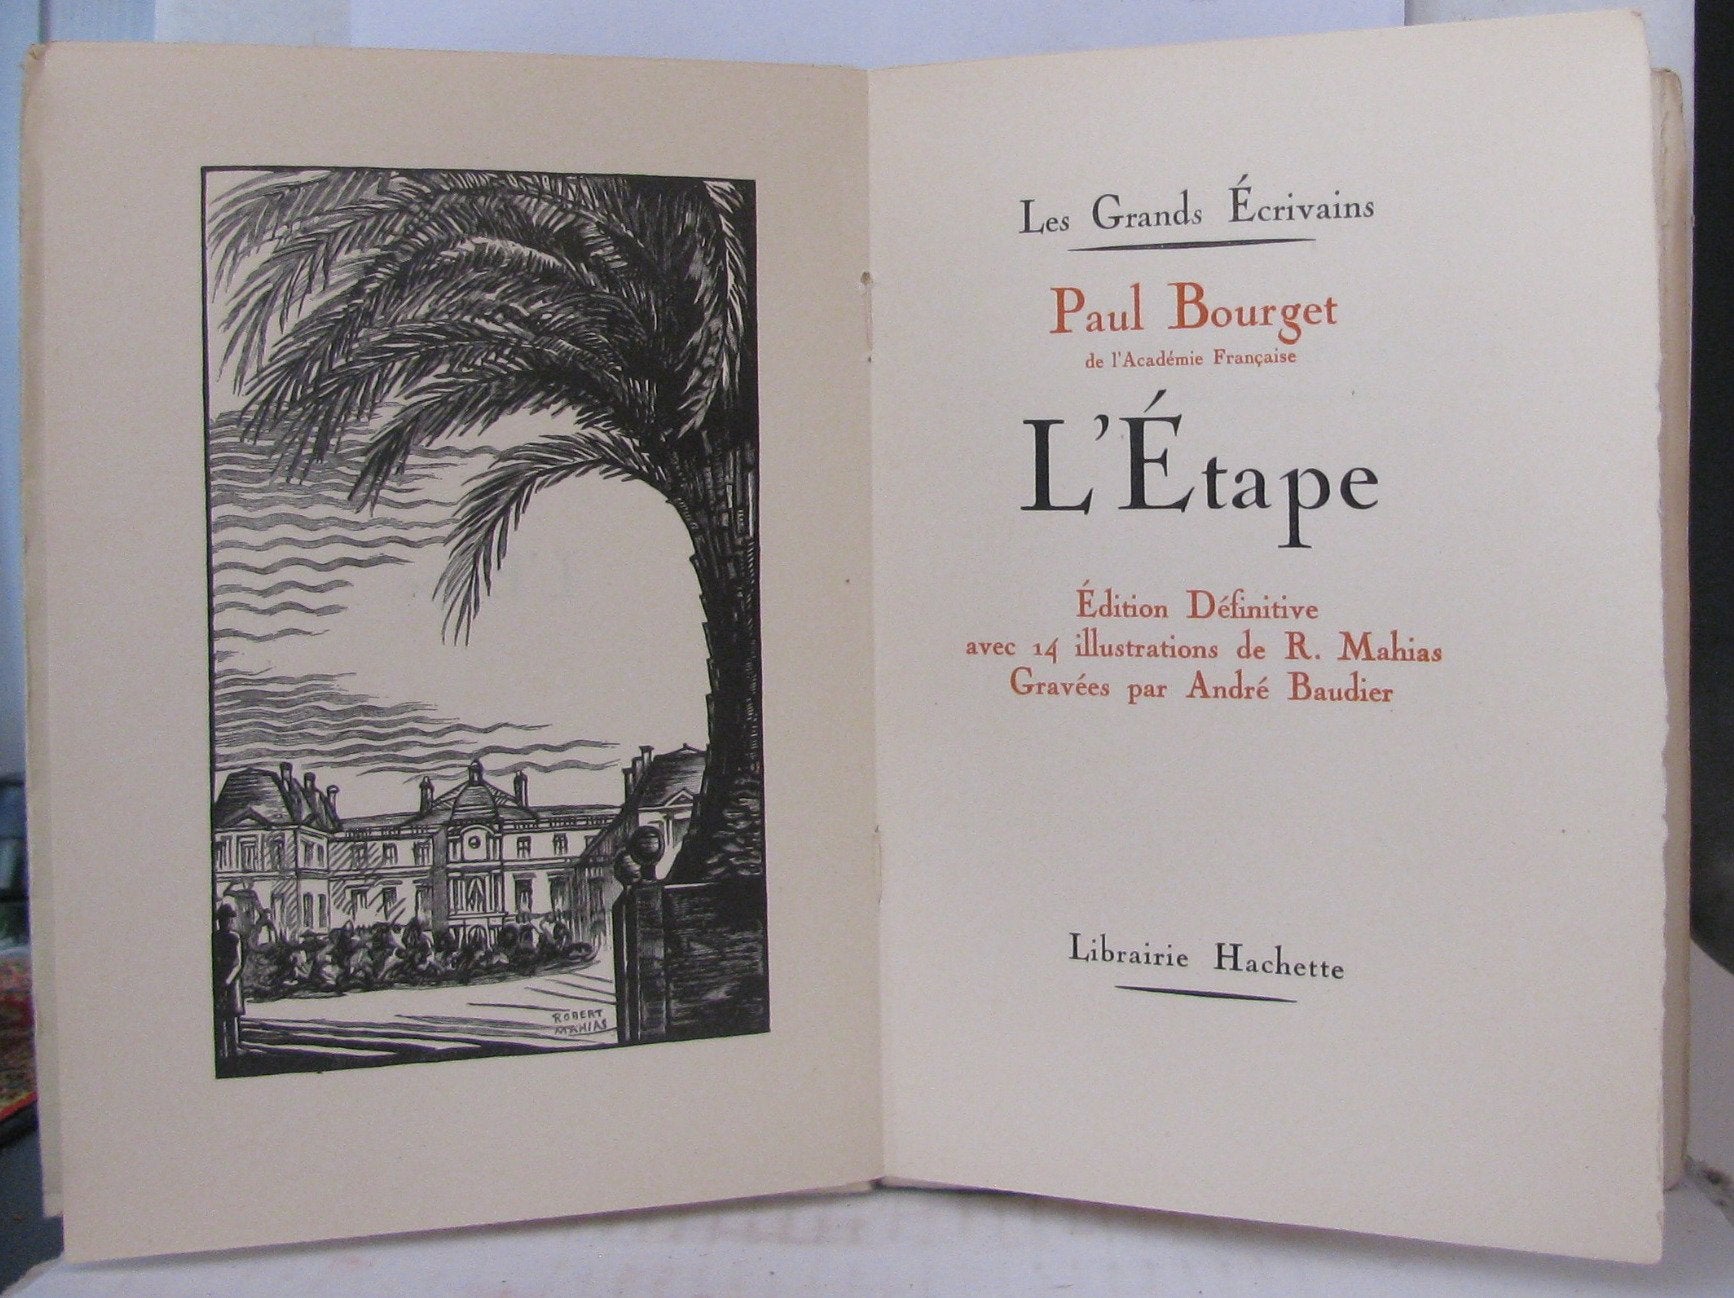 ROBERT
MAHIAS
Les Grands Écrivains
Paul Bourget
de l'Académie Française
L'Étape
Édition Définitive
avec 14 illustrations de R. Mahias
Gravées par André Baudier
Librairie Hachette